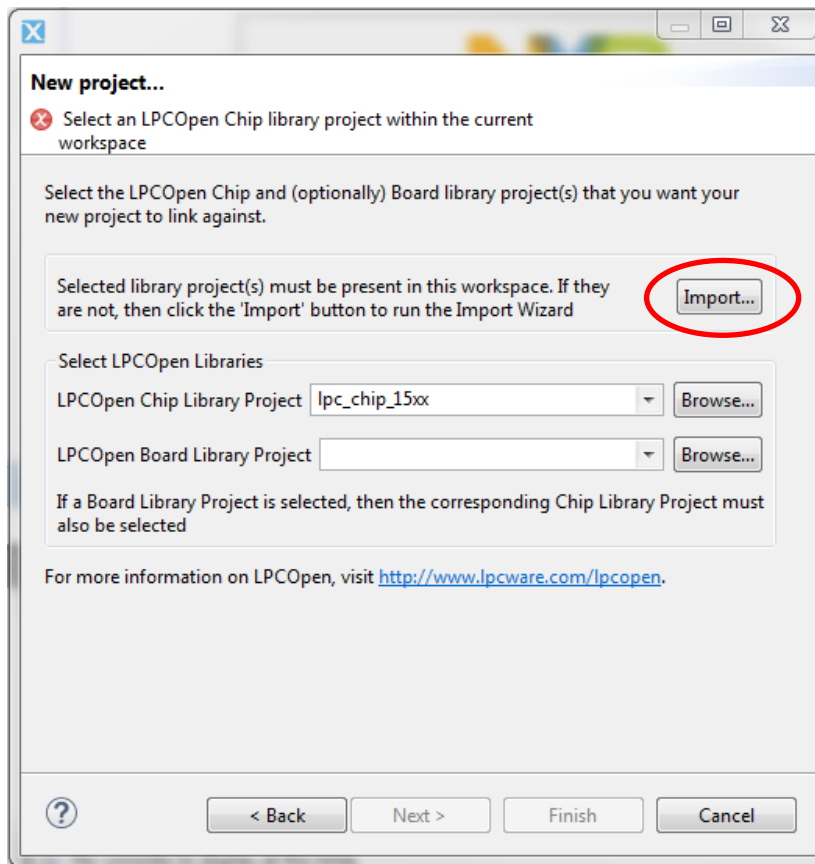 New project...
Select an LPCOpen Chip library project within the current
workspace
Select the LPCOpen Chip and (optionally) Board library project(s) that you want your
new project to link against.
Selected library project(s) must be present in this workspace. If they
are not, then click the 'Import' button to run the Import Wizard
Import...
Select LPCOpen Libraries
LPCOpen Chip Library Project lpc_chip_15xx Browse...
LPCOpen Board Library Project Browse...
If a Board Library Project is selected, then the corresponding Chip Library Project must
also be selected
For more information on LPCOpen, visit http://www.lpcware.com/lpcopen.
< Back Next > Finish Cancel